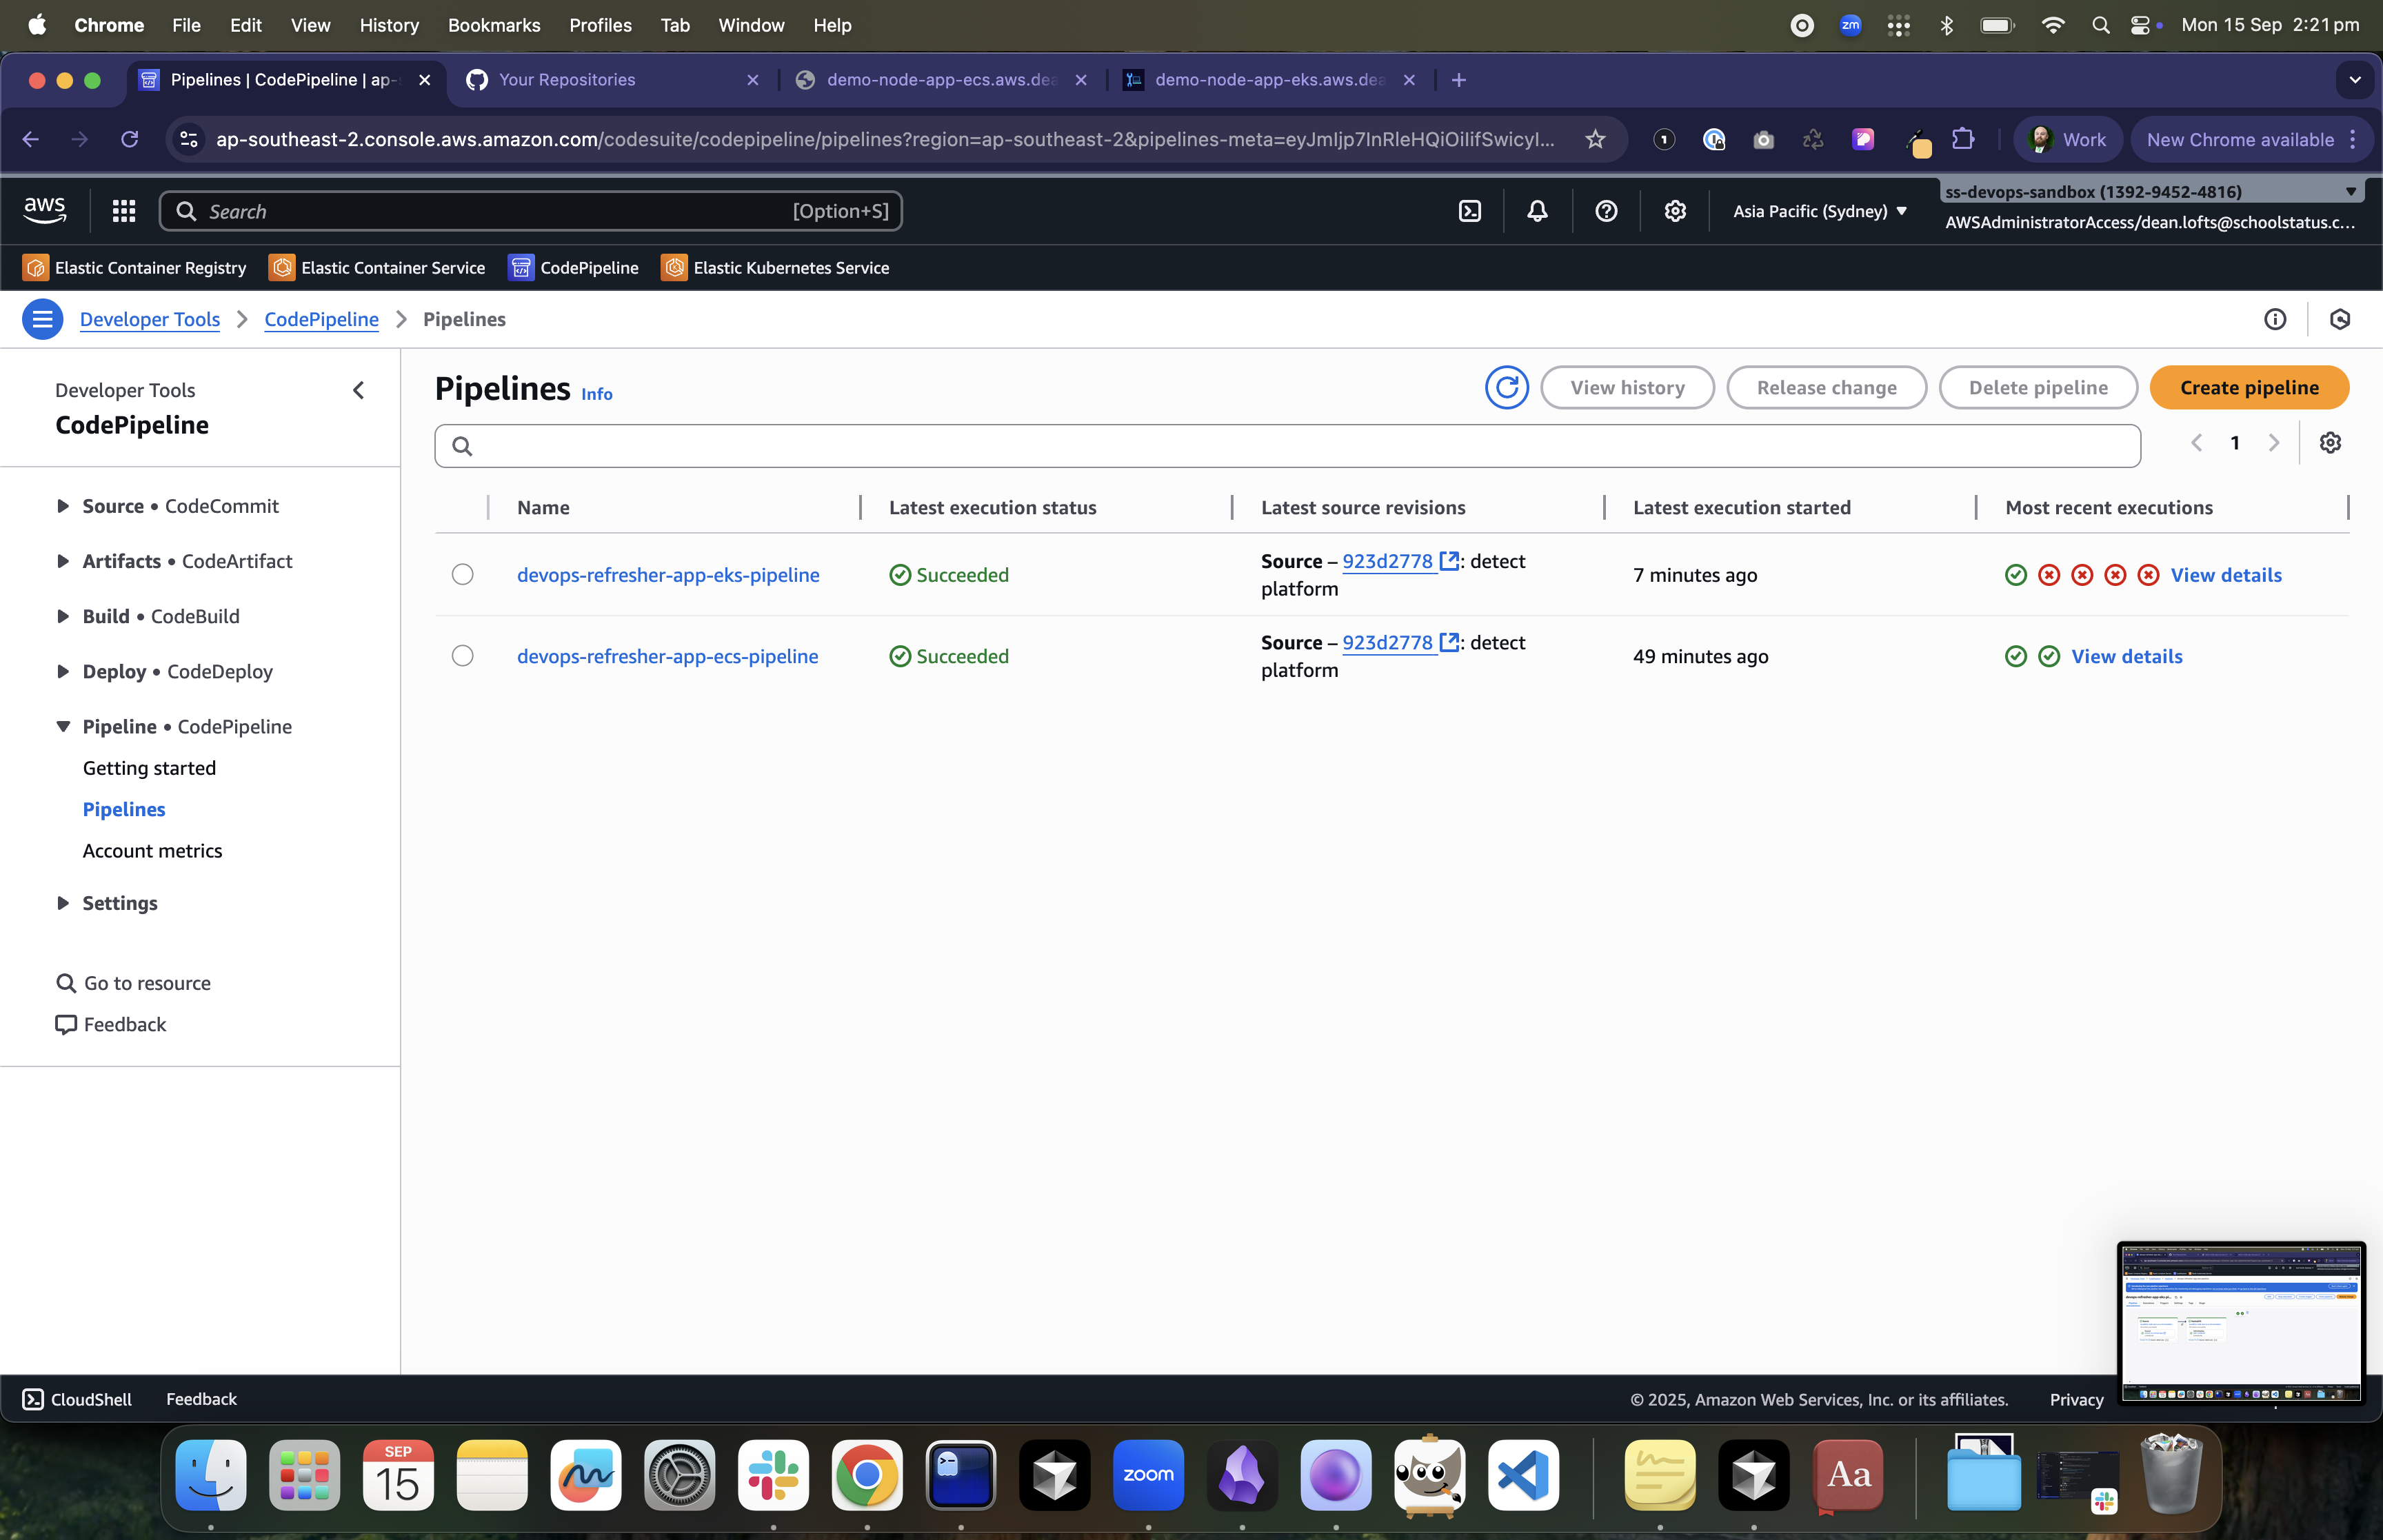 Chrome File Edit View History Bookmarks Profiles Tab Window Help zm Mon 15 Sep 2:21 pm
Pipelines | CodePipeline | ap- Your Repositories demo-node-app-ecs.aws.dea demo-node-app-eks.aws.dea
ap-southeast-2.console.aws.amazon.com/codesuite/codepipeline/pipelines?region=ap-southeast-2&pipelines-meta=eyJmIjp7InRleHQiOiIifSwicyI... Work New Chrome available
aws Search [Option+S] Asia Pacific (Sydney) ss-devops-sandbox (1392-9452-4816)
AWSAdministratorAccess/dean.lofts@schoolstatus.c...
Elastic Container Registry Elastic Container Service CodePipeline Elastic Kubernetes Service
Developer Tools CodePipeline Pipelines
Developer Tools
CodePipeline
Source • CodeCommit
Artifacts • CodeArtifact
Build • CodeBuild
Deploy • CodeDeploy
Pipeline • CodePipeline
Getting started
Pipelines
Account metrics
Settings
Go to resource
Feedback
Pipelines Info View history Release change Delete pipeline Create pipeline
1
Name Latest execution status Latest source revisions Latest execution started Most recent executions
devops-refresher-app-eks-pipeline Succeeded Source – 923d2778 : detect platform 7 minutes ago View details
devops-refresher-app-ecs-pipeline Succeeded Source – 923d2778 : detect platform 49 minutes ago View details
CloudShell Feedback © 2025, Amazon Web Services, Inc. or its affiliates. Privacy
SEP
15
zoom
Aa